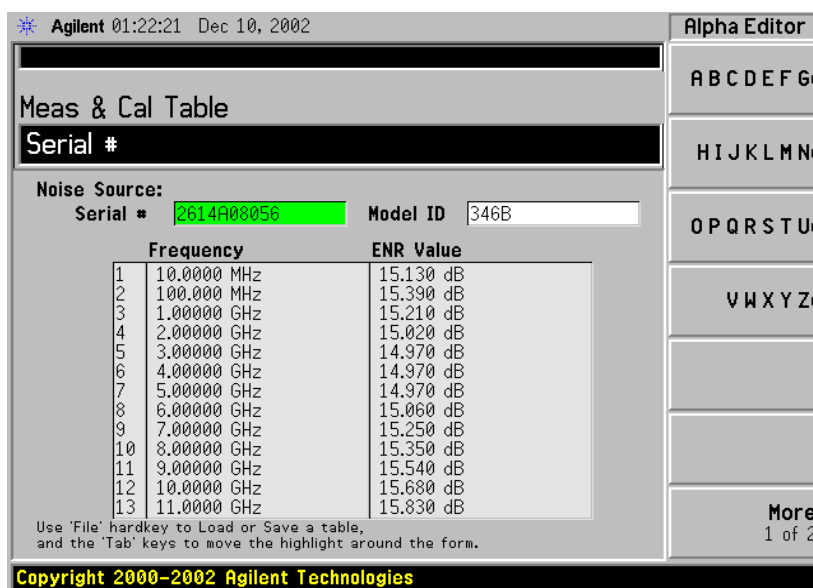 Agilent 01:22:21 Dec 10, 2002
Alpha Editor
Meas & Cal Table
Serial #
Noise Source:
Serial # 2614A08056 Model ID 346B
Frequency ENR Value
1 10.0000 MHz 15.130 dB
2 100.000 MHz 15.390 dB
3 1.00000 GHz 15.210 dB
4 2.00000 GHz 15.020 dB
5 3.00000 GHz 14.970 dB
6 4.00000 GHz 14.970 dB
7 5.00000 GHz 14.970 dB
8 6.00000 GHz 15.060 dB
9 7.00000 GHz 15.250 dB
10 8.00000 GHz 15.350 dB
11 9.00000 GHz 15.540 dB
12 10.0000 GHz 15.680 dB
13 11.0000 GHz 15.830 dB
Use 'File' hardkey to Load or Save a table,
and the 'Tab' keys to move the highlight around the form.
A B C D E F G
H I J K L M N
O P Q R S T U
V W X Y Z
More
1 of 2
Copyright 2000-2002 Agilent Technologies